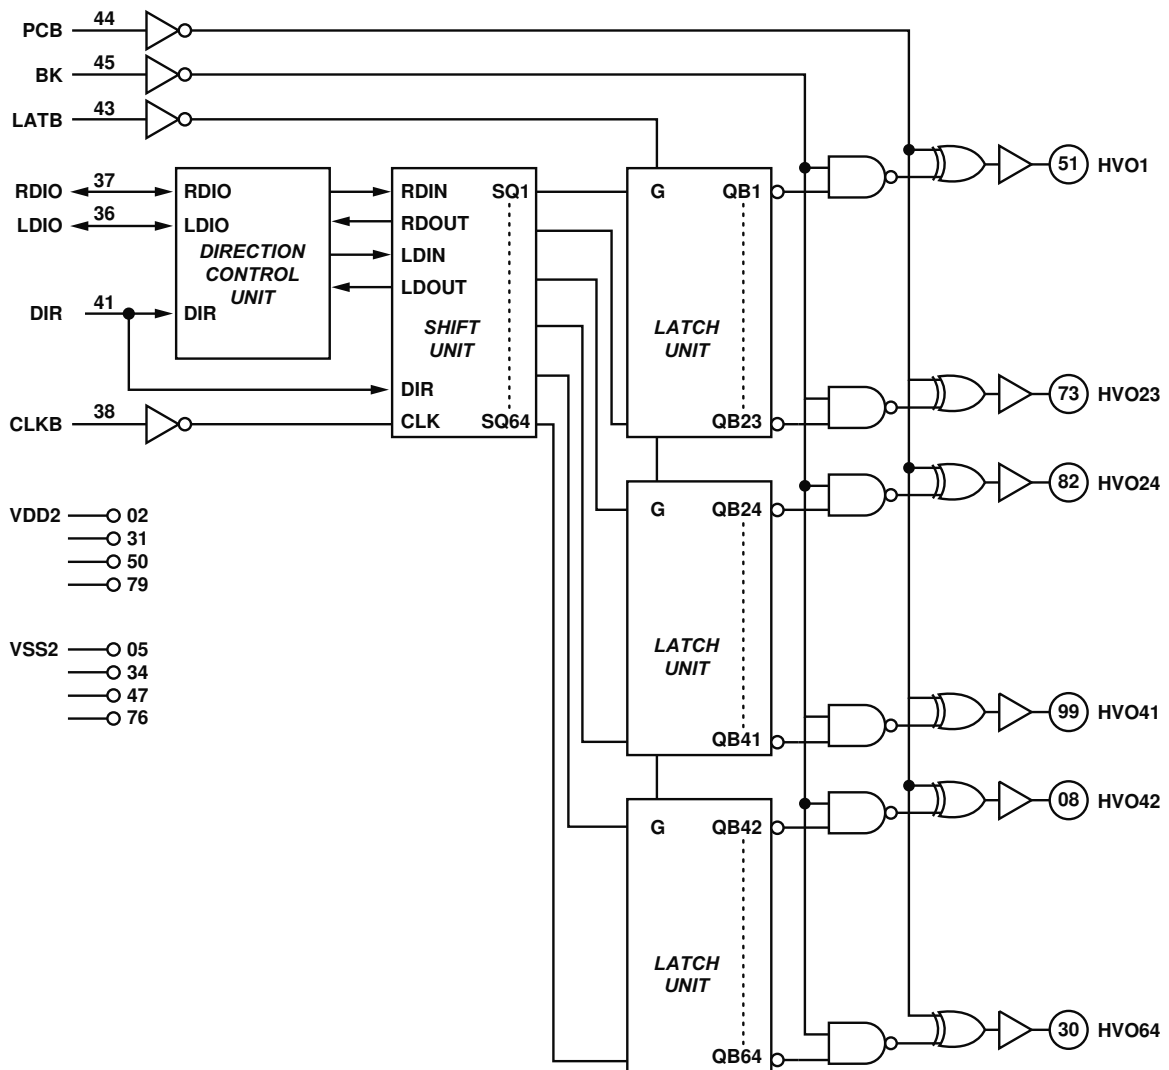 PCB 44
BK 45
LATB 43
RDIO 37 RDIO
LDIO 36 LDIO
DIRECTION
CONTROL
UNIT
DIR 41 DIR
RDIN SQ1
RDOUT
LDIN
LDOUT
SHIFT
UNIT
DIR
CLKB 38 CLK SQ64
G QB1
LATCH
UNIT
QB23
G QB24
LATCH
UNIT
QB41
G QB42
LATCH
UNIT
QB64
51 HVO1
73 HVO23
82 HVO24
99 HVO41
08 HVO42
30 HVO64
VDD2 02
31
50
79
VSS2 05
34
47
76